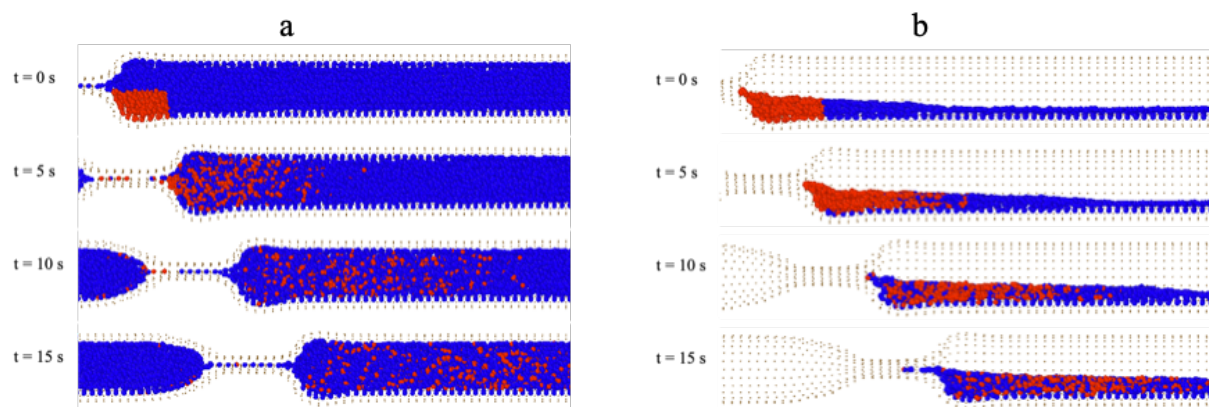 a
t = 0 s
t = 5 s
t = 10 s
t = 15 s
b
t = 0 s
t = 5 s
t = 10 s
t = 15 s